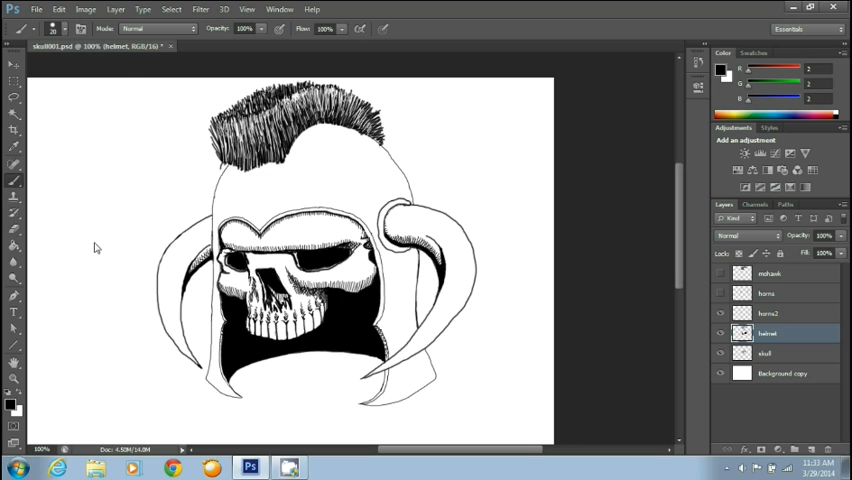 Ps File Edit Image Layer Type Select Filter 3D View Window Help
20 Mode: Normal Opacity: 100% Flow: 100% Essentials
skull001.psd @ 100% (helmet, RGB/16) * ×
Color Swatches
R 2
G 2
B 2
Adjustments Styles
Add an adjustment
Layers Channels Paths
Kind
Normal Opacity: 100%
Lock: Fill: 100%
mohawk
horns
horns2
helmet
skull
Background copy
100% Doc: 4.50M/14.0M
11:33 AM
3/29/2014